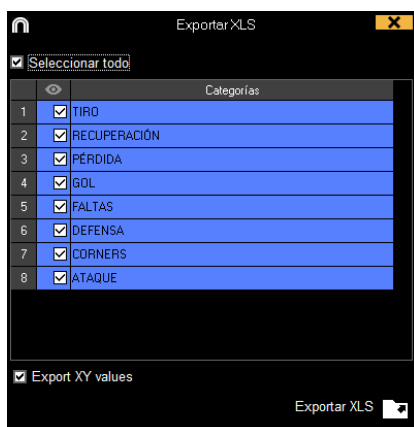 Exportar XLS
Seleccionar todo
Categorías
1 TIRO
2 RECUPERACIÓN
3 PÉRDIDA
4 GOL
5 FALTAS
6 DEFENSA
7 CORNERS
8 ATAQUE
Export XY values
Exportar XLS